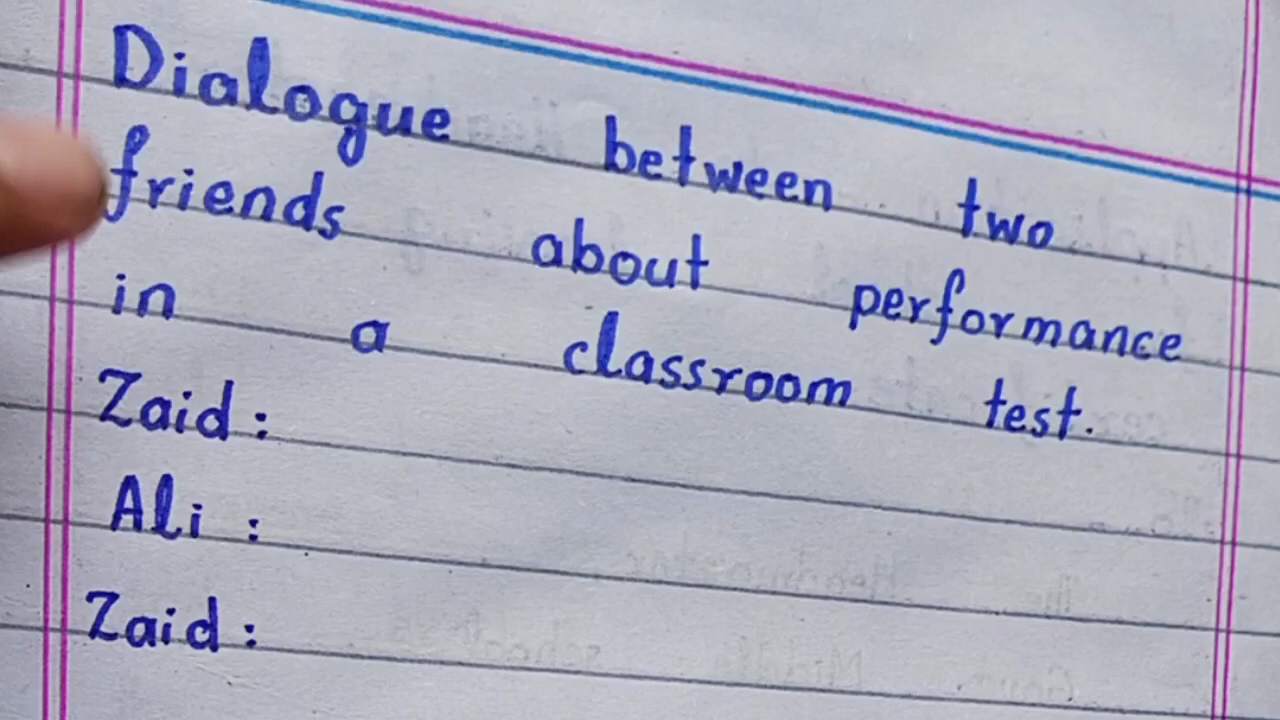 Dialogue between two
friends about performance
in a classroom test.
Zaid:
Ali :
Zaid: